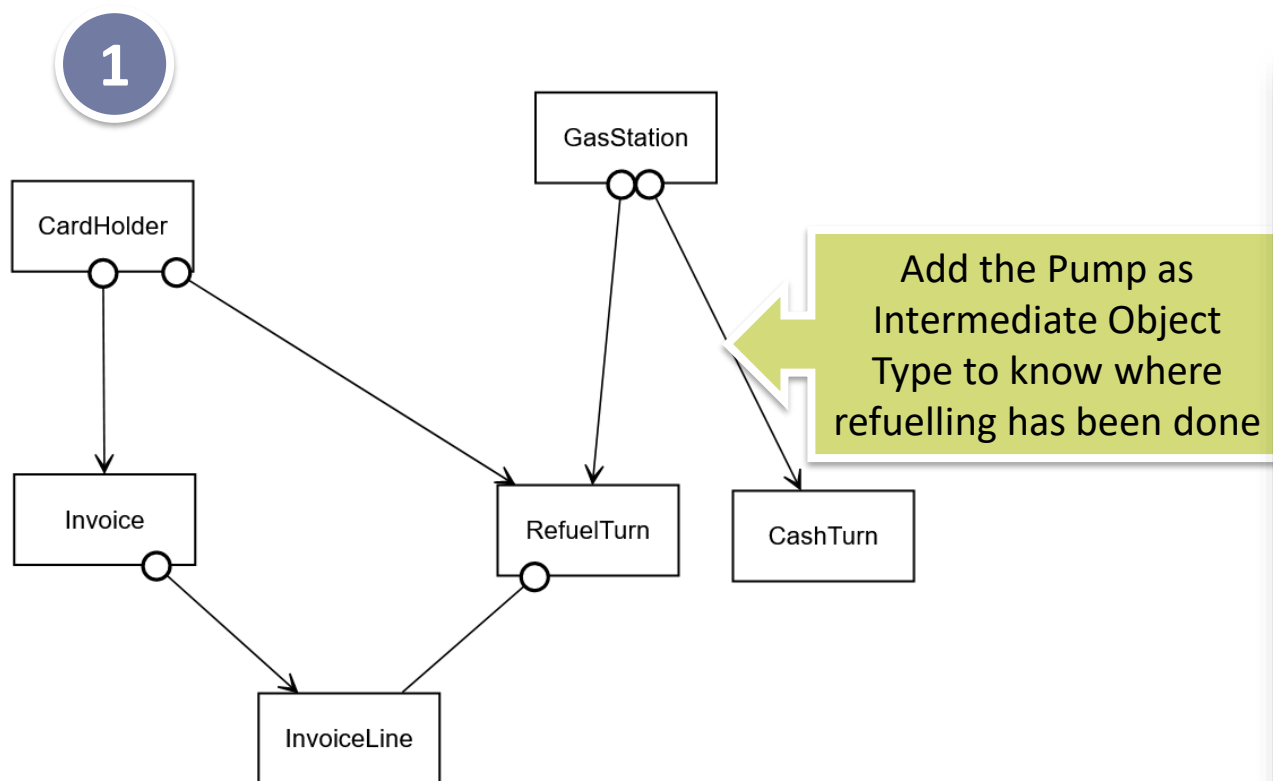 1
GasStation
CardHolder
Add the Pump as
Intermediate Object
Type to know where
refuelling has been done
Invoice
RefuelTurn
CashTurn
InvoiceLine